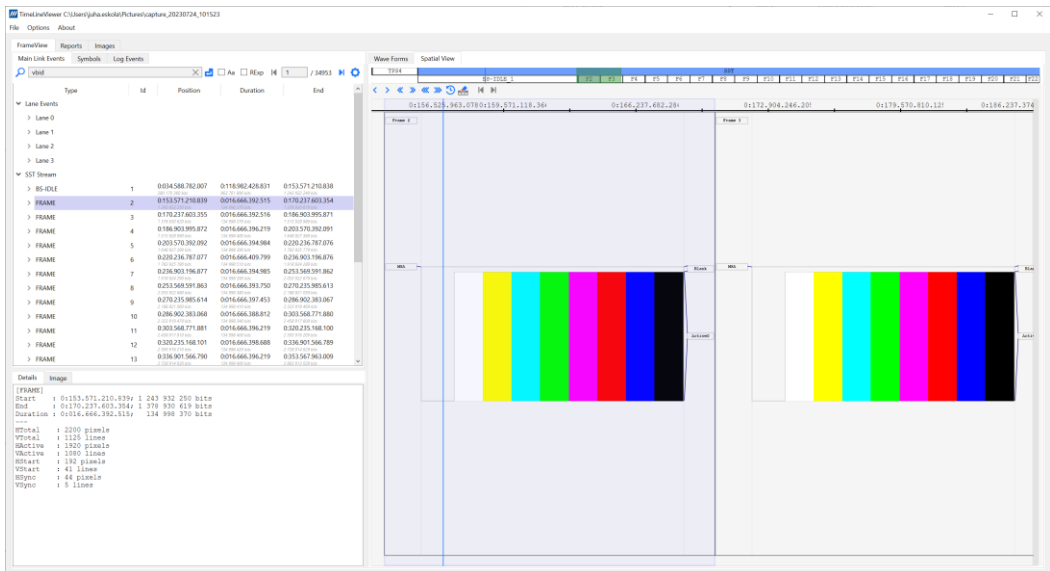 TimeLineViewer C:\Users\juha.eskola\Pictures\capture_20230724_101523
File Options About
FrameView Reports Images
Main Link Events Symbols Log Events
Wave Forms Spatial View
vbid Aa RExp 1 / 34953
TPS4 SST
BS-IDLE 1 F2 F3 F4 F5 F6 F7 F8 F9 F10 F11 F12 F13 F14 F15 F16 F17 F18 F19 F20 F21 F22
Type Id Position Duration End
0:166.237.682.28 0:172.904.246.20 0:179.570.810.12 0:186.237.374
Frame 2 Frame 3
Lane Events
Lane 0
Lane 1
Lane 2
Lane 3
SST Stream
BS-IDLE 1 0:034.588.782.007 0:118.982.428.831 0:153.571.210.838
FRAME 2 0:153.571.210.839 0:016.666.392.515 0:170.237.603.354
FRAME 3 0:170.237.603.355 0:016.666.392.516 0:186.903.995.871
FRAME 4 0:186.903.995.872 0:016.666.396.219 0:203.570.392.091
FRAME 5 0:203.570.392.092 0:016.666.394.984 0:220.236.787.076
FRAME 6 0:220.236.787.077 0:016.666.409.799 0:236.903.196.876
FRAME 7 0:236.903.196.877 0:016.666.394.985 0:253.569.591.862
FRAME 8 0:253.569.591.863 0:016.666.393.750 0:270.235.985.613
FRAME 9 0:270.235.985.614 0:016.666.397.453 0:286.902.383.067
FRAME 10 0:286.902.383.068 0:016.666.388.812 0:303.568.771.880
FRAME 11 0:303.568.771.881 0:016.666.396.219 0:320.235.168.100
FRAME 12 0:320.235.168.101 0:016.666.398.688 0:336.901.566.789
FRAME 13 0:336.901.566.790 0:016.666.396.219 0:353.567.963.009
MSA Blank MSA
Details Image
[FRAME]
Start : 0:153.571.210.839; 1 243 932 250 bits
End : 0:170.237.603.354; 1 378 930 619 bits
Duration : 0:016.666.392.515; 134 998 370 bits
---
HTotal : 2200 pixels
VTotal : 1125 lines
HActive : 1920 pixels
VActive : 1080 lines
HStart : 192 pixels
VStart : 41 lines
HSync : 44 pixels
VSync : 5 lines